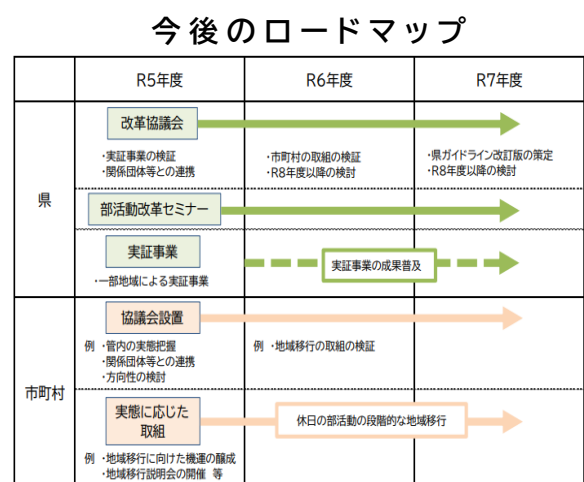 今後のロードマップ
R5年度
R6年度
R7年度
県
改革協議会
・実証事業の検証
・関係団体等との連携
・市町村の取組の検証
・R8年度以降の検討
・県ガイドライン改訂版の策定
・R8年度以降の検討
部活動改革セミナー
実証事業
・一部地域による実証事業
実証事業の成果普及
市町村
協議会設置
例 ・管内の実態把握
・関係団体等との連携
・方向性の検討
例 ・地域移行の取組の検証
実態に応じた
取組
休日の部活動の段階的な地域移行
例 ・地域移行に向けた機運の醸成
・地域移行説明会の開催 等